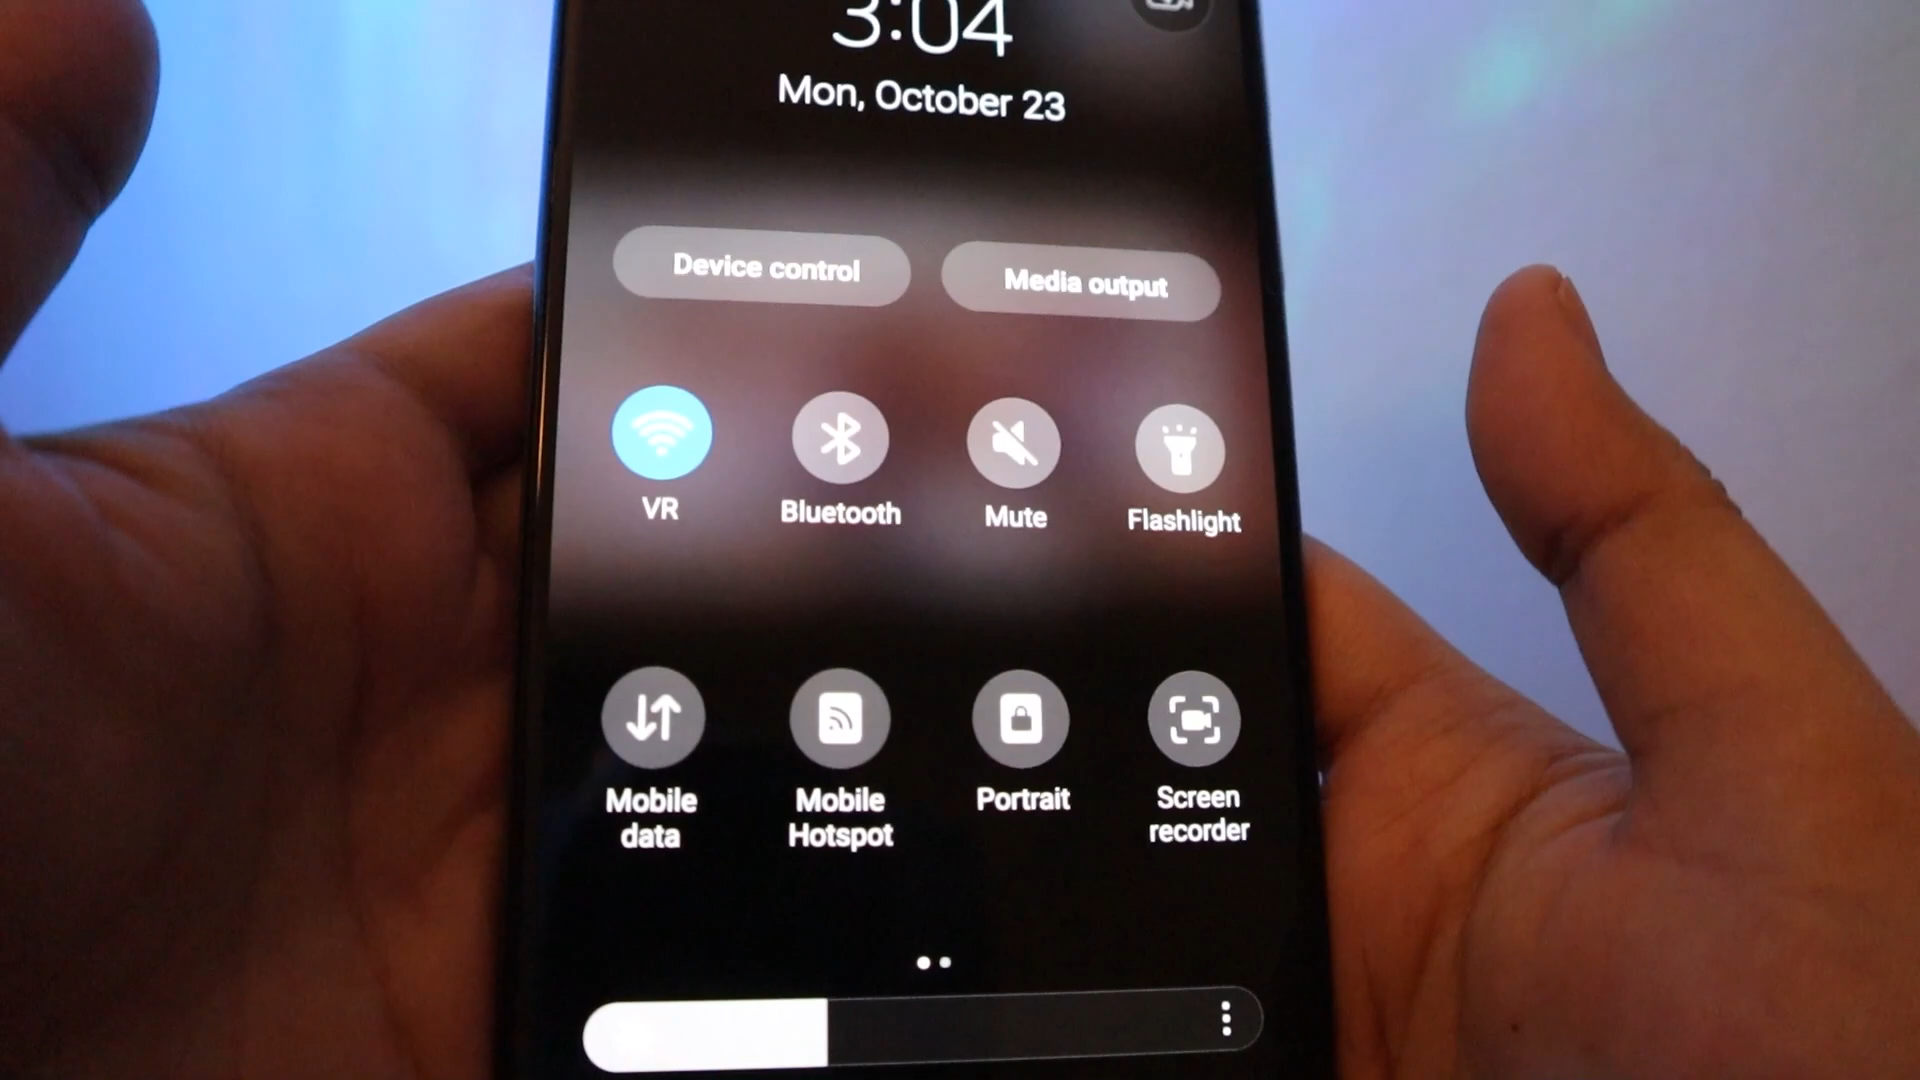 3:04
Mon, October 23
Device control
Media output
VR
Bluetooth
Mute
Flashlight
Mobile
data
Mobile
Hotspot
Portrait
Screen
recorder